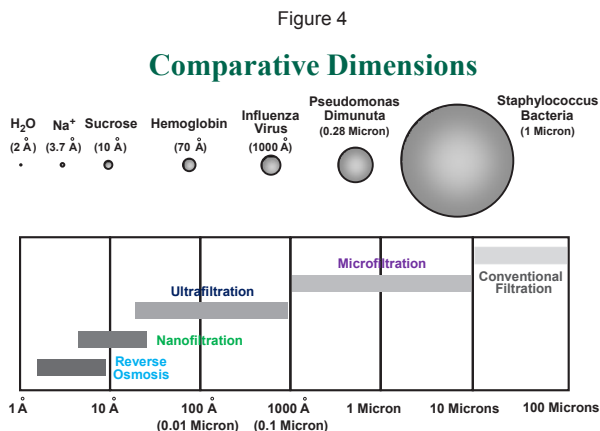 Figure 4
Comparative Dimensions
H₂O
(2 Å)
Na⁺
(3.7 Å)
Sucrose
(10 Å)
Hemoglobin
(70 Å)
Influenza
Virus
(1000 Å)
Pseudomonas
Dimunuta
(0.28 Micron)
Staphylococcus
Bacteria
(1 Micron)
Microfiltration
Conventional
Filtration
Ultrafiltration
Nanofiltration
Reverse
Osmosis
1 Å
10 Å
100 Å
(0.01 Micron)
1000 Å
(0.1 Micron)
1 Micron
10 Microns
100 Microns